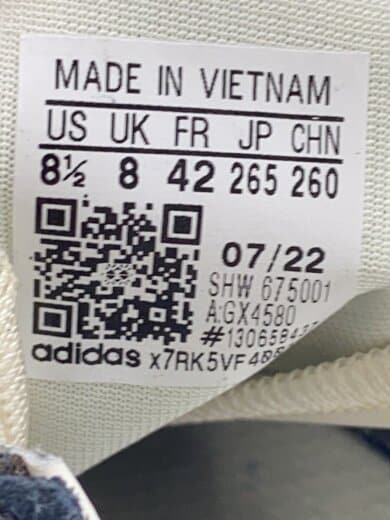 MADE IN VIETNAM
US UK FR JP CHN
8½ 8 42 265 260
07/22
SHW 675001
A:GX4580
adidas